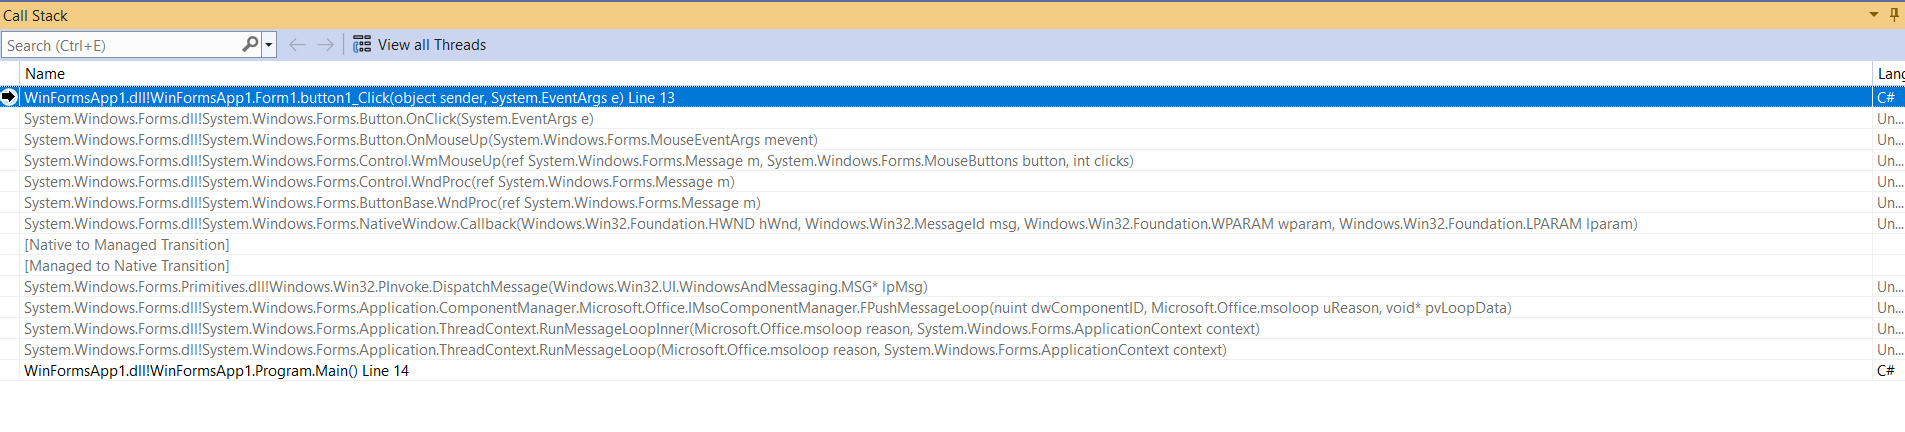 Call Stack
Search (Ctrl+E)
View all Threads
Name Lang
WinFormsApp1.dll!WinFormsApp1.Form1.button1_Click(object sender, System.EventArgs e) Line 13 C#
System.Windows.Forms.dll!System.Windows.Forms.Button.OnClick(System.EventArgs e) Un...
System.Windows.Forms.dll!System.Windows.Forms.Button.OnMouseUp(System.Windows.Forms.MouseEventArgs mevent) Un...
System.Windows.Forms.dll!System.Windows.Forms.Control.WmMouseUp(ref System.Windows.Forms.Message m, System.Windows.Forms.MouseButtons button, int clicks) Un...
System.Windows.Forms.dll!System.Windows.Forms.Control.WndProc(ref System.Windows.Forms.Message m) Un...
System.Windows.Forms.dll!System.Windows.Forms.ButtonBase.WndProc(ref System.Windows.Forms.Message m) Un...
System.Windows.Forms.dll!System.Windows.Forms.NativeWindow.Callback(Windows.Win32.Foundation.HWND hWnd, Windows.Win32.MessageId msg, Windows.Win32.Foundation.WPARAM wparam, Windows.Win32.Foundation.LPARAM lparam) Un...
[Native to Managed Transition]
[Managed to Native Transition]
System.Windows.Forms.Primitives.dll!Windows.Win32.PInvoke.DispatchMessage(Windows.Win32.UI.WindowsAndMessaging.MSG* lpMsg) Un...
System.Windows.Forms.dll!System.Windows.Forms.Application.ComponentManager.Microsoft.Office.IMsoComponentManager.FPushMessageLoop(nuint dwComponentID, Microsoft.Office.msoloop uReason, void* pvLoopData) Un...
System.Windows.Forms.dll!System.Windows.Forms.Application.ThreadContext.RunMessageLoopInner(Microsoft.Office.msoloop reason, System.Windows.Forms.ApplicationContext context) Un...
System.Windows.Forms.dll!System.Windows.Forms.Application.ThreadContext.RunMessageLoop(Microsoft.Office.msoloop reason, System.Windows.Forms.ApplicationContext context) Un...
WinFormsApp1.dll!WinFormsApp1.Program.Main() Line 14 C#